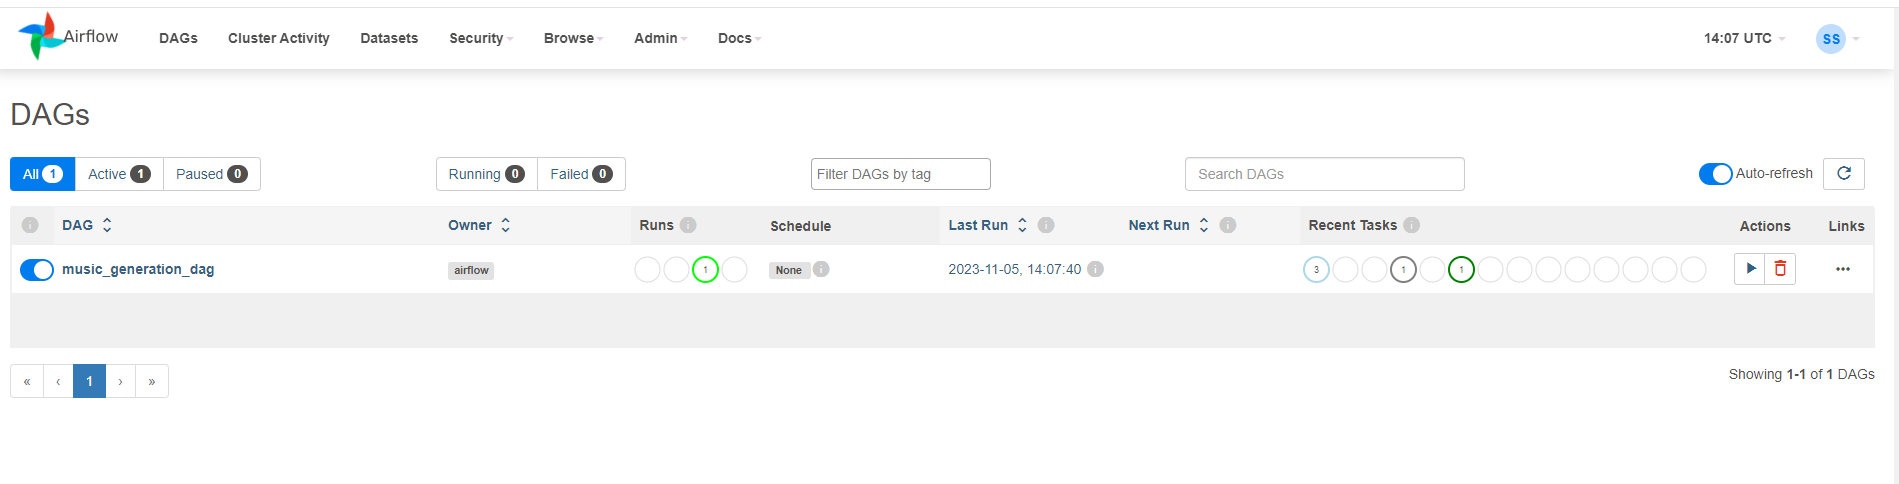 Airflow DAGs Cluster Activity Datasets Security Browse Admin Docs 14:07 UTC SS
DAGs
All 1 Active 1 Paused 0 Running 0 Failed 0 Filter DAGs by tag Search DAGs Auto-refresh
i DAG Owner Runs i Schedule Last Run i Next Run i Recent Tasks i Actions Links
music_generation_dag airflow 1 None i 2023-11-05, 14:07:40 i 3 1 1 ...
« ‹ 1 › » Showing 1-1 of 1 DAGs